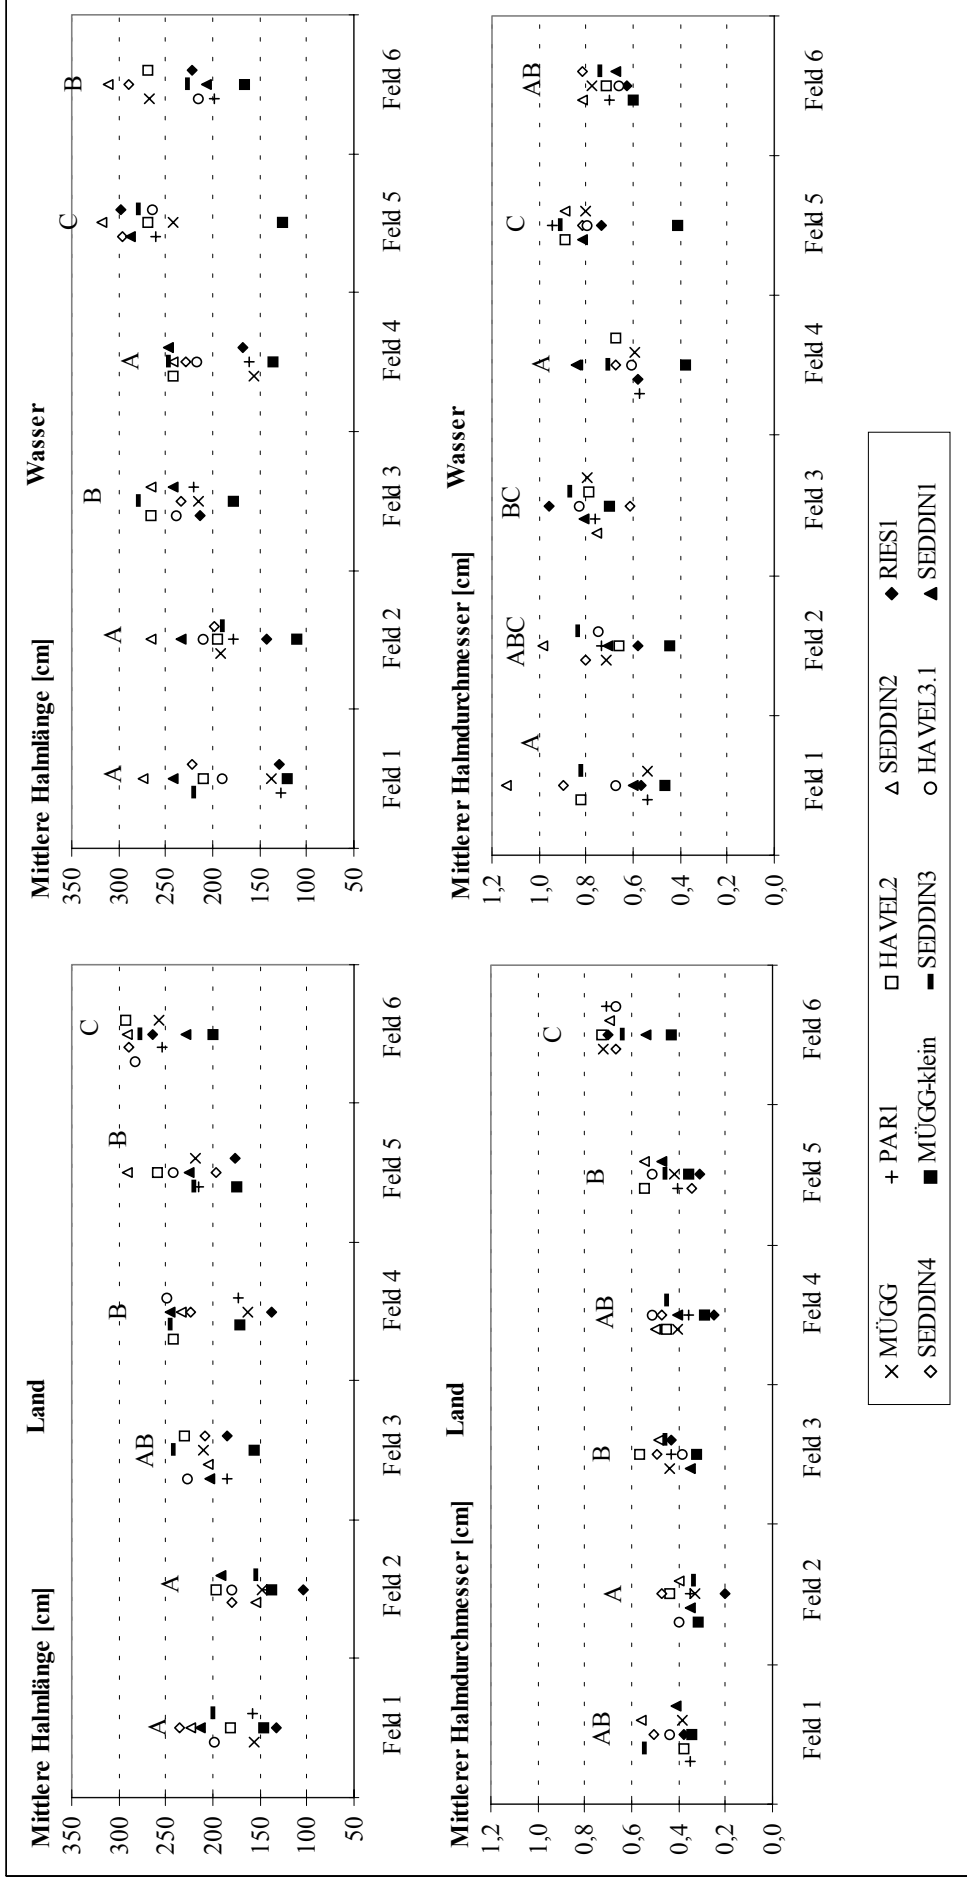 Mittlere Halmlänge [cm] Land
350
300
250
200
150
100
50
A A AB B B C
Feld 1 Feld 2 Feld 3 Feld 4 Feld 5 Feld 6
Mittlere Halmlänge [cm] Wasser
350
300
250
200
150
100
50
A A B A C B
Feld 1 Feld 2 Feld 3 Feld 4 Feld 5 Feld 6
Mittlerer Halmdurchmesser [cm] Land
1,2
1,0
0,8
0,6
0,4
0,2
0,0
AB A B AB B C
Feld 1 Feld 2 Feld 3 Feld 4 Feld 5 Feld 6
Mittlerer Halmdurchmesser [cm] Wasser
1,2
1,0
0,8
0,6
0,4
0,2
0,0
A ABC BC A C AB
Feld 1 Feld 2 Feld 3 Feld 4 Feld 5 Feld 6
MÜGG PAR1 HAVEL2 SEDDIN2 RIES1
SEDDIN4 MÜGG-klein SEDDIN3 HAVEL3.1 SEDDIN1